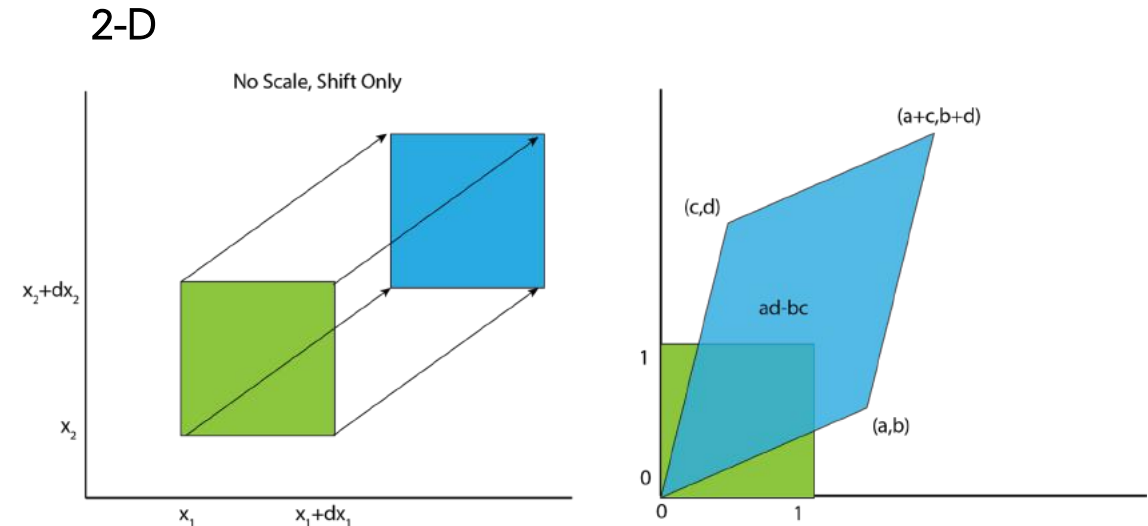 2-D
No Scale, Shift Only
x₂+dx₂
x₂
x₁
x₁+dx₁
(a+c,b+d)
(c,d)
ad-bc
1
(a,b)
0
0
1